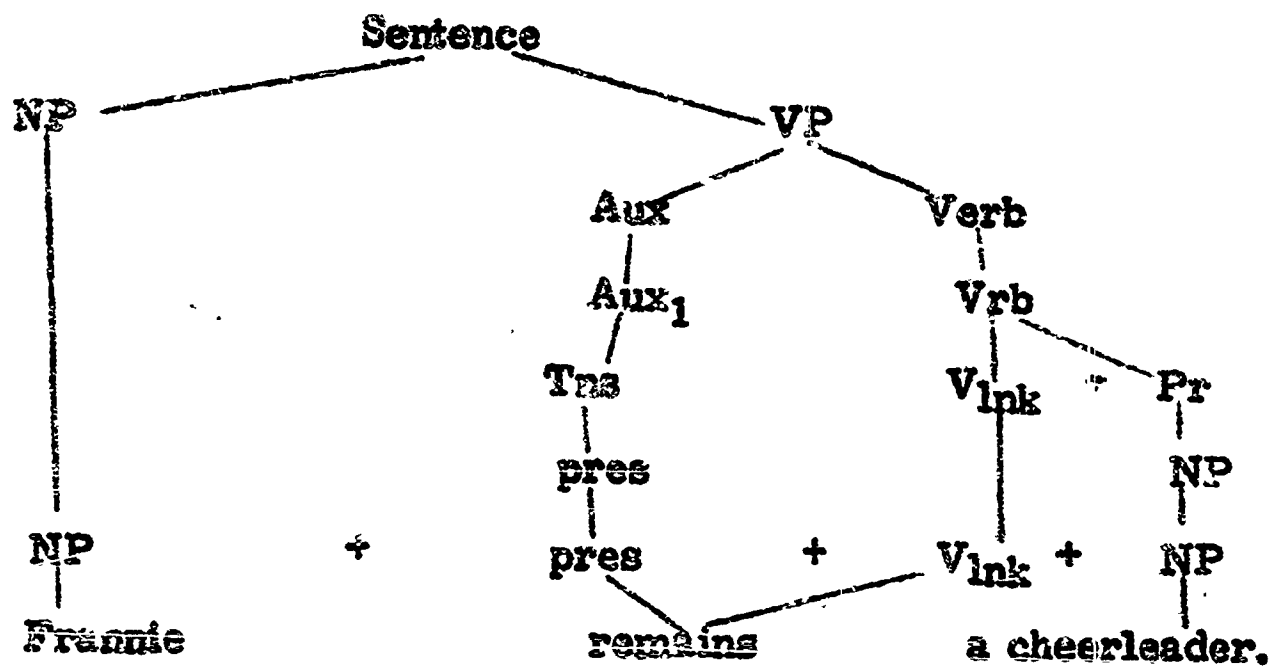 Sentence
NP VP
Aux Verb
Aux1 Vrb
Tns Vlnk + Pr
pres NP
NP + pres + Vlnk + NP
Frannie remains a cheerleader.